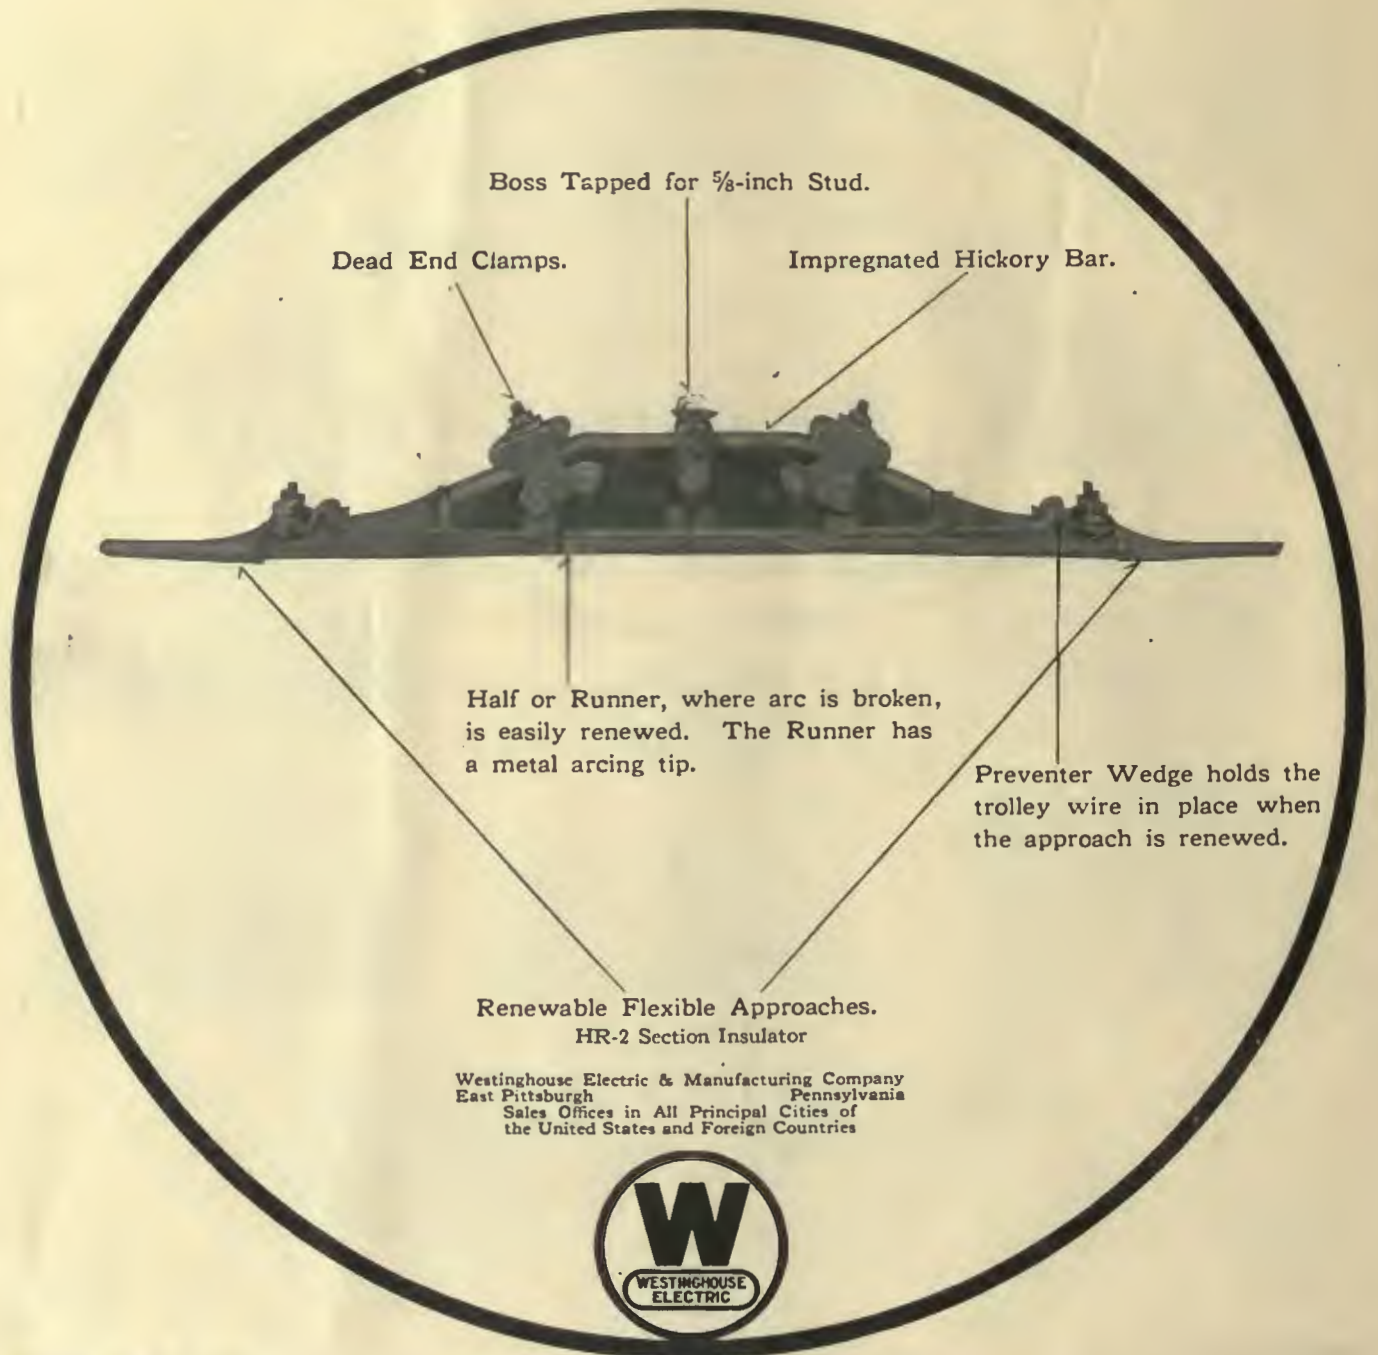 Boss Tapped for ⅝-inch Stud.
Dead End Clamps.
Impregnated Hickory Bar.
Half or Runner, where arc is broken,
is easily renewed. The Runner has
a metal arcing tip.
Preventer Wedge holds the
trolley wire in place when
the approach is renewed.
Renewable Flexible Approaches.
HR-2 Section Insulator
Westinghouse Electric & Manufacturing Company
East Pittsburgh Pennsylvania
Sales Offices in All Principal Cities of
the United States and Foreign Countries
W
WESTINGHOUSE
ELECTRIC